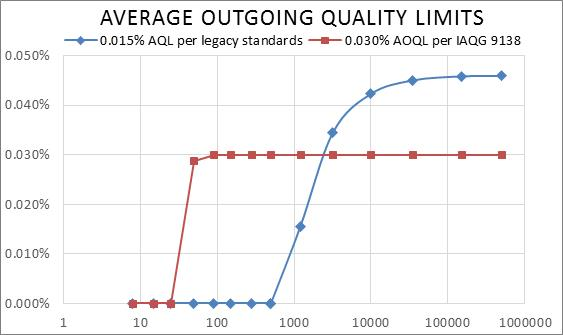 AVERAGE OUTGOING QUALITY LIMITS
0.015% AQL per legacy standards 0.030% AOQL per IAQG 9138
0.050%
0.040%
0.030%
0.020%
0.010%
0.000%
1 10 100 1000 10000 100000 1000000